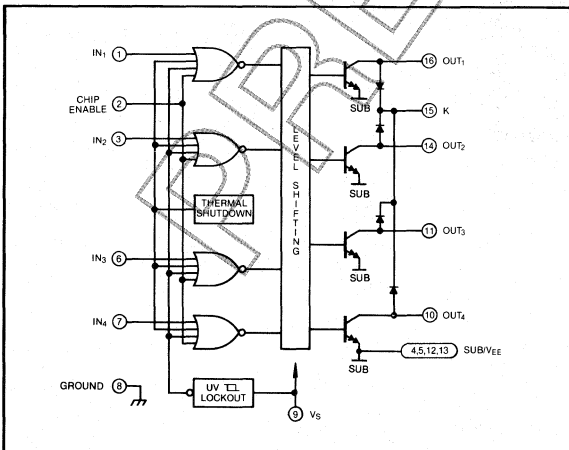 IN1 1
16 OUT1
CHIP
ENABLE 2
15 K
SUB
IN2 3
14 OUT2
LEVEL SHIFTING
SUB
THERMAL
SHUTDOWN
11 OUT3
IN3 6
SUB
IN4 7
10 OUT4
4,5,12,13 SUB/VEE
SUB
GROUND 8
UV
LOCKOUT
9 VS